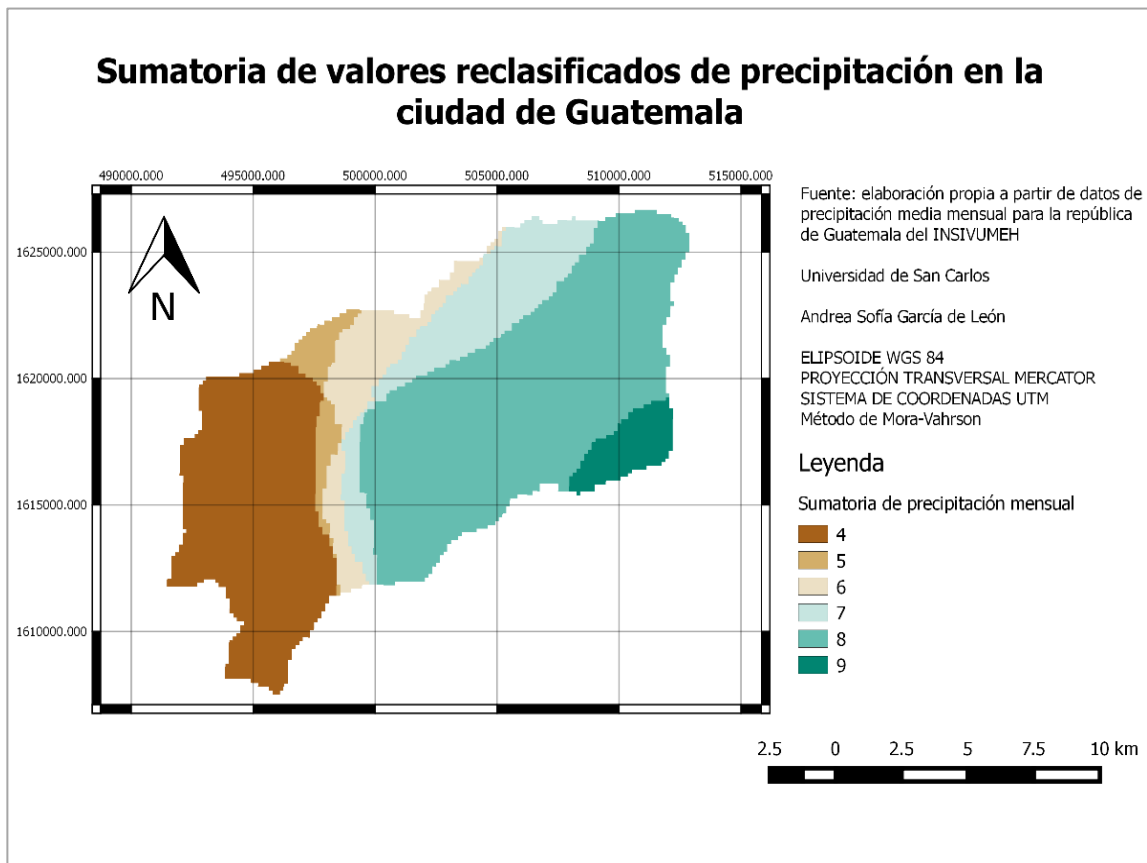 Sumatoria de valores reclasificados de precipitación en la
ciudad de Guatemala
490000.000 495000.000 500000.000 505000.000 510000.000 515000.000
Fuente: elaboración propia a partir de datos de
precipitación media mensual para la república
de Guatemala del INSIVUMEH
Universidad de San Carlos
Andrea Sofía García de León
ELIPSOIDE WGS 84
PROYECCIÓN TRANSVERSAL MERCATOR
SISTEMA DE COORDENADAS UTM
Método de Mora-Vahrson
1625000.000
N
1620000.000
1615000.000
1610000.000
Leyenda
Sumatoria de precipitación mensual
4
5
6
7
8
9
2.5 0 2.5 5 7.5 10 km